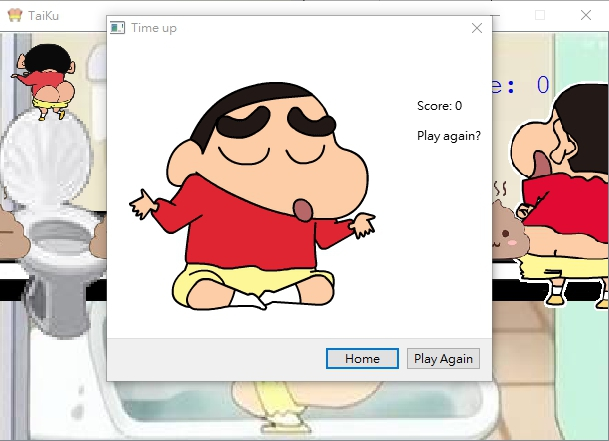 TaiKu
Time up
e: 0
Score: 0
Play again?
Home
Play Again